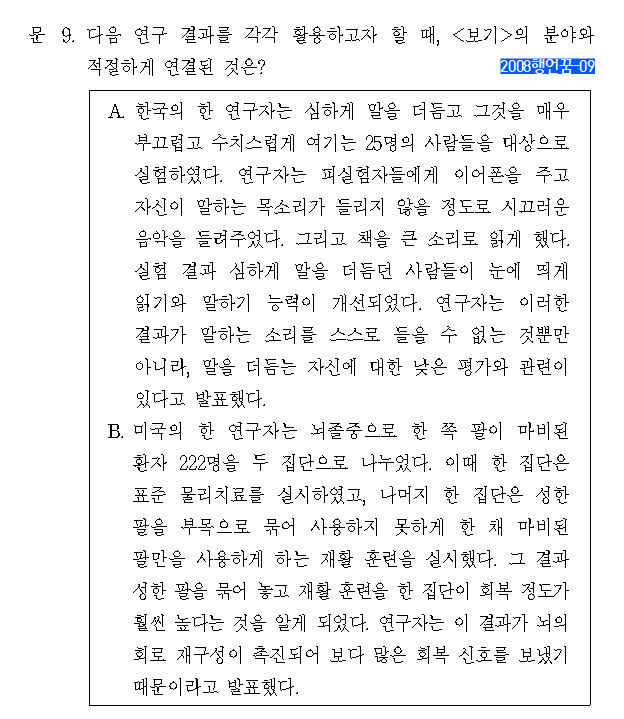 문 9. 다음 연구 결과를 각각 활용하고자 할 때, <보기>의 분야와
적절하게 연결된 것은?
2008행언꿈-09
A. 한국의 한 연구자는 심하게 말을 더듬고 그것을 매우
부끄럽고 수치스럽게 여기는 25명의 사람들을 대상으로
실험하였다. 연구자는 피실험자들에게 이어폰을 주고
자신이 말하는 목소리가 들리지 않을 정도로 시끄러운
음악을 들려주었다. 그리고 책을 큰 소리로 읽게 했다.
실험 결과 심하게 말을 더듬던 사람들이 눈에 띄게
읽기와 말하기 능력이 개선되었다. 연구자는 이러한
결과가 말하는 소리를 스스로 들을 수 없는 것뿐만
아니라, 말을 더듬는 자신에 대한 낮은 평가와 관련이
있다고 발표했다.
B. 미국의 한 연구자는 뇌졸중으로 한 쪽 팔이 마비된
환자 222명을 두 집단으로 나누었다. 이때 한 집단은
표준 물리치료를 실시하였고, 나머지 한 집단은 성한
팔을 부목으로 묶어 사용하지 못하게 한 채 마비된
팔만을 사용하게 하는 재활 훈련을 실시했다. 그 결과
성한 팔을 묶어 놓고 재활 훈련을 한 집단이 회복 정도가
훨씬 높다는 것을 알게 되었다. 연구자는 이 결과가 뇌의
회로 재구성이 촉진되어 보다 많은 회복 신호를 보냈기
때문이라고 발표했다.